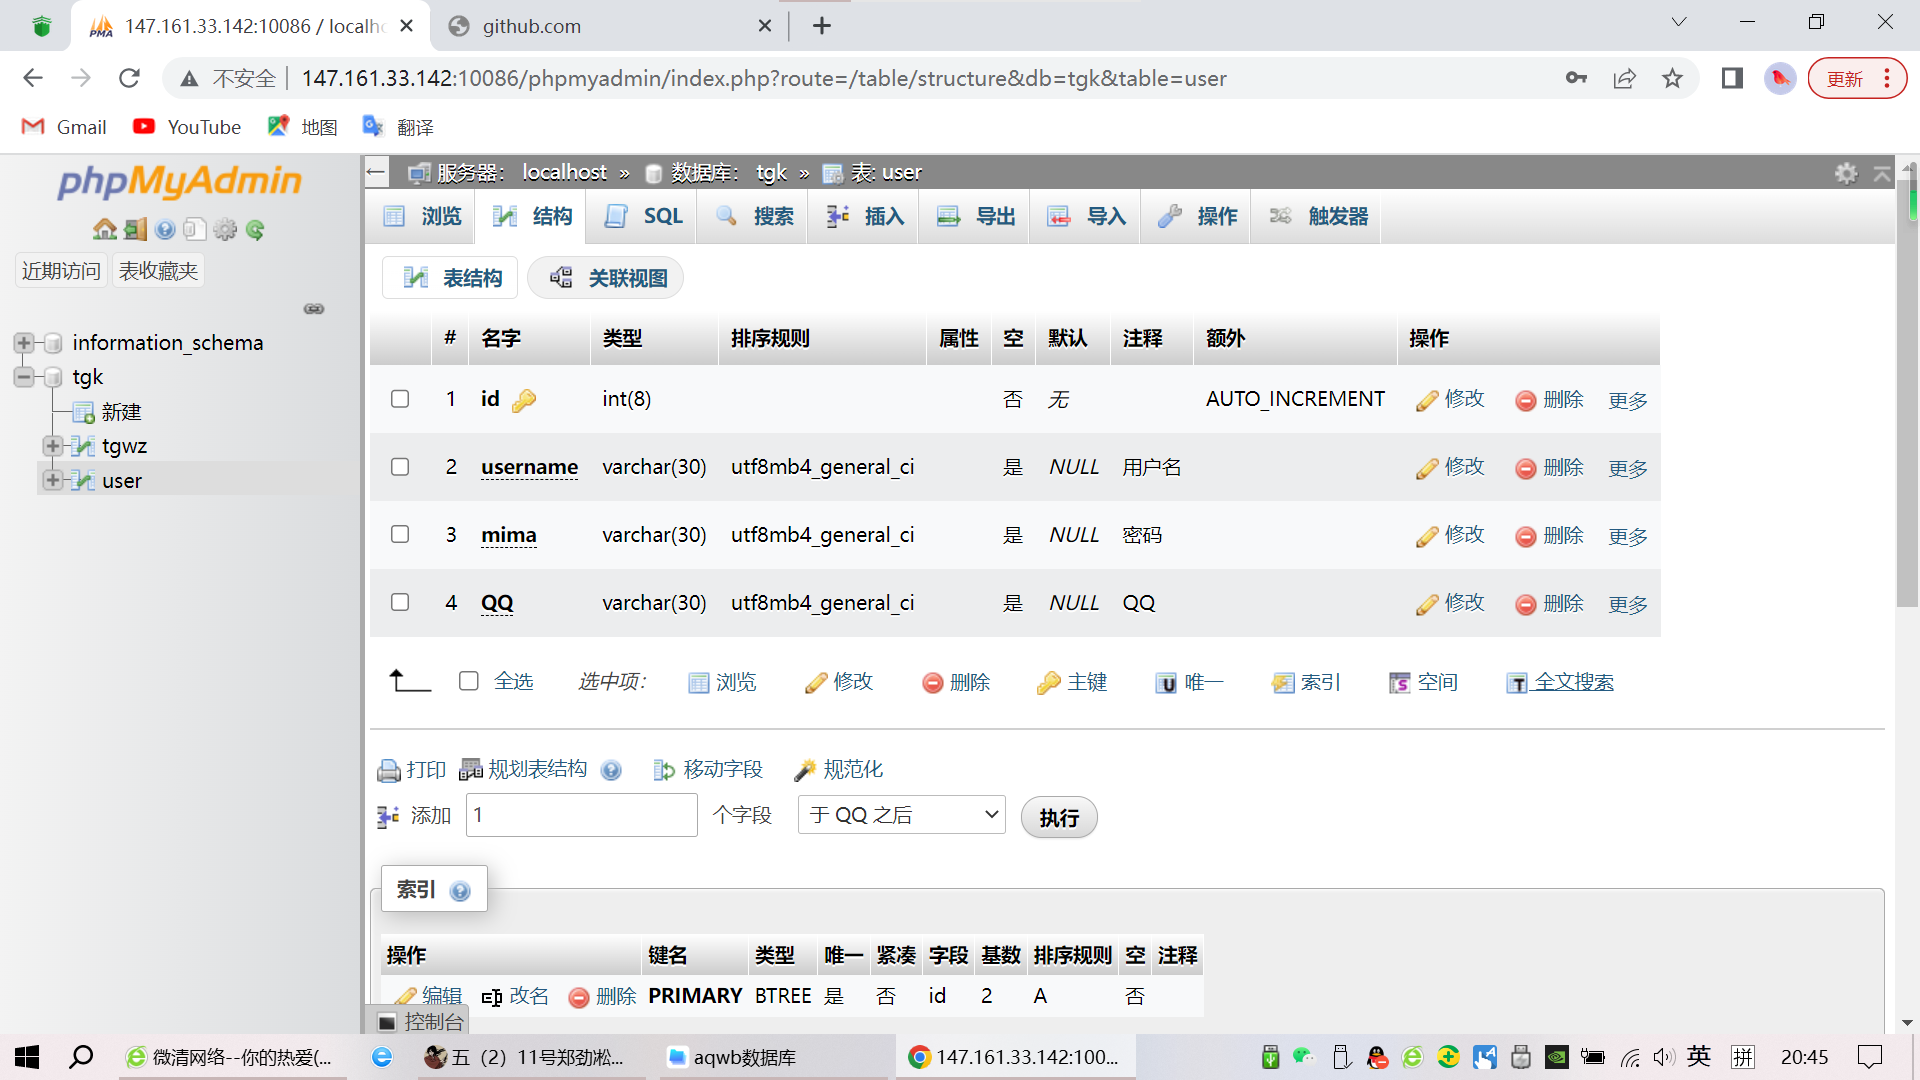 147.161.33.142:10086 / localho
github.com
不安全
147.161.33.142:10086/phpmyadmin/index.php?route=/table/structure&db=tgk&table=user
更新
Gmail
YouTube
地图
翻译
phpMyAdmin
近期访问
表收藏夹
information_schema
tgk
新建
tgwz
user
服务器: localhost » 数据库: tgk » 表: user
浏览 结构 SQL 搜索 插入 导出 导入 操作 触发器
表结构 关联视图
# 名字 类型 排序规则 属性 空 默认 注释 额外 操作
1 id int(8) 否 无 AUTO_INCREMENT 修改 删除 更多
2 username varchar(30) utf8mb4_general_ci 是 NULL 用户名 修改 删除 更多
3 mima varchar(30) utf8mb4_general_ci 是 NULL 密码 修改 删除 更多
4 QQ varchar(30) utf8mb4_general_ci 是 NULL QQ 修改 删除 更多
全选 选中项: 浏览 修改 删除 主键 唯一 索引 空间 全文搜索
打印 规划表结构 移动字段 规范化
添加 1 个字段 于 QQ 之后 执行
索引
操作 键名 类型 唯一 紧凑 字段 基数 排序规则 空 注释
编辑 改名 删除 PRIMARY BTREE 是 否 id 2 A 否
控制台
微清网络--你的热爱(...
五（2）11号郑劲凇...
aqwb数据库
147.161.33.142:100...
英
拼
20:45